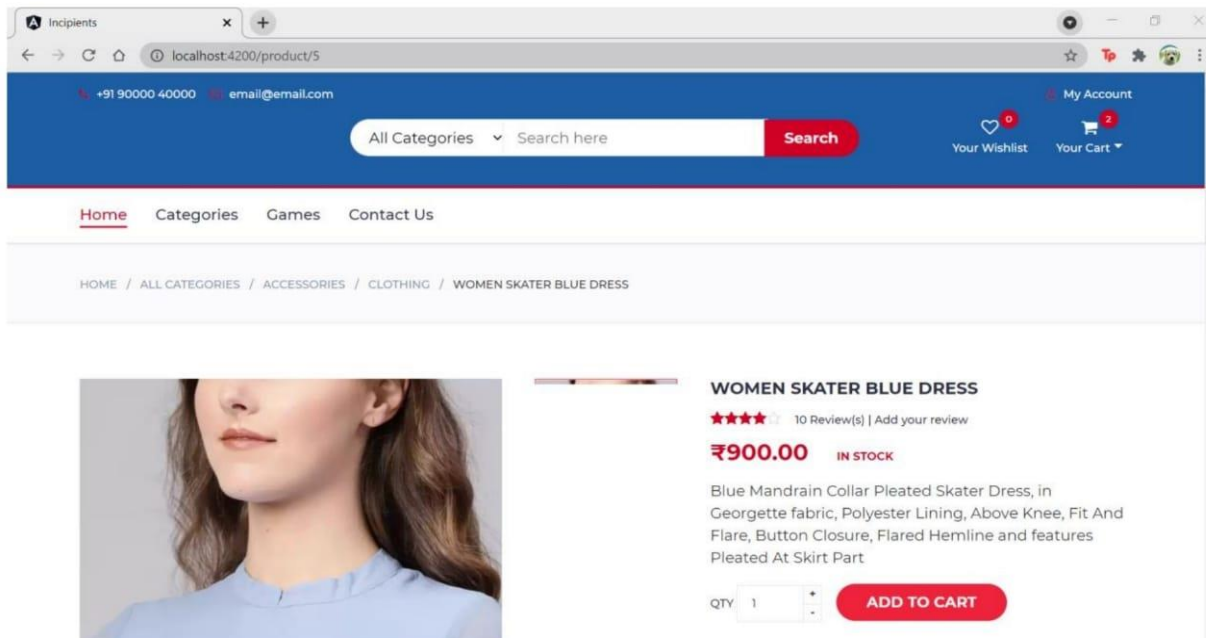 Incipients
localhost:4200/product/5
Tp
+91 90000 40000 email@email.com My Account
All Categories Search here Search
0
2
Your Wishlist Your Cart
Home Categories Games Contact Us
HOME / ALL CATEGORIES / ACCESSORIES / CLOTHING / WOMEN SKATER BLUE DRESS
WOMEN SKATER BLUE DRESS
10 Review(s) | Add your review
₹900.00 IN STOCK
Blue Mandrain Collar Pleated Skater Dress, in
Georgette fabric, Polyester Lining, Above Knee, Fit And
Flare, Button Closure, Flared Hemline and features
Pleated At Skirt Part
QTY 1 + - ADD TO CART